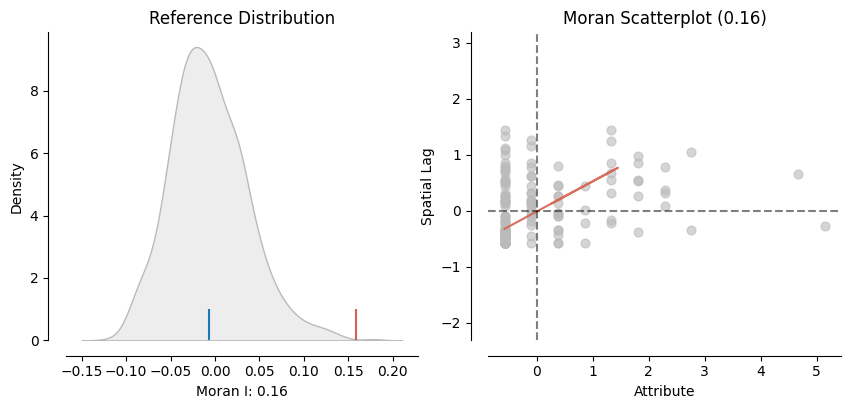 Reference Distribution
Density
0
2
4
6
8
−0.15 −0.10 −0.05 0.00 0.05 0.10 0.15 0.20
Moran I: 0.16
Moran Scatterplot (0.16)
Spatial Lag
3
2
1
0
−1
−2
0 1 2 3 4 5
Attribute